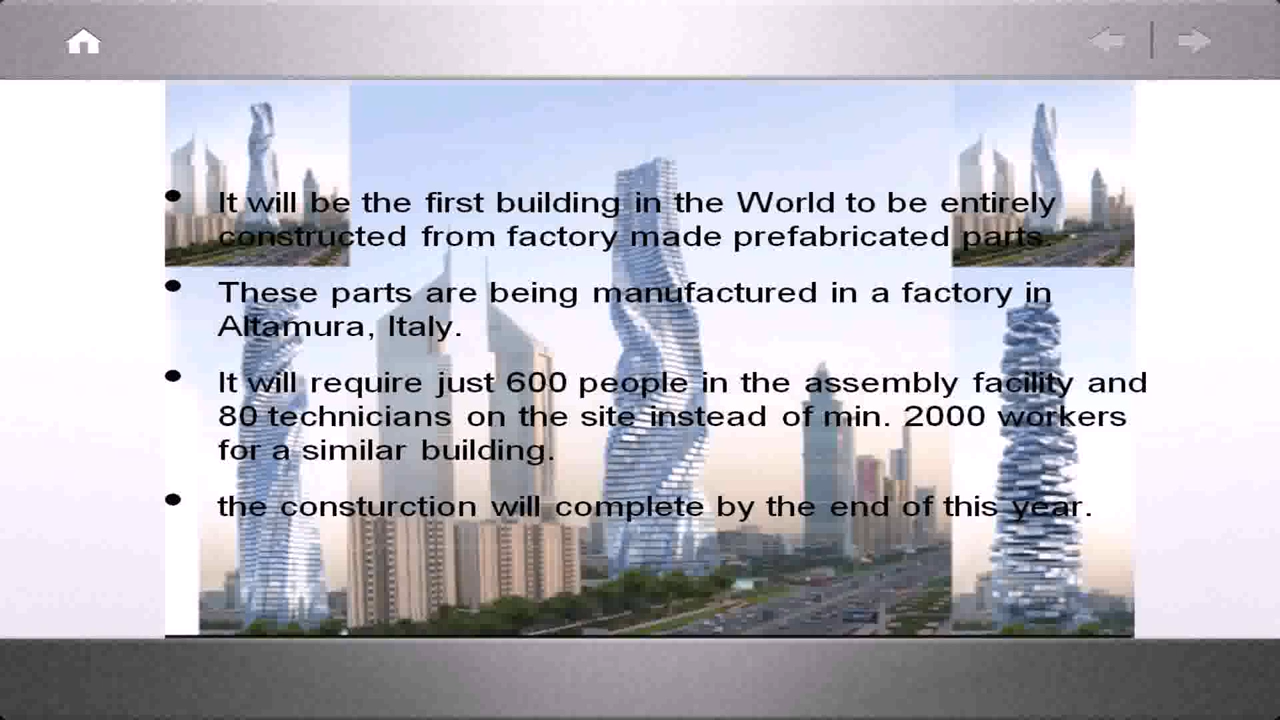 • It will be the first building in the World to be entirely
constructed from factory made prefabricated parts.
• These parts are being manufactured in a factory in
Altamura, Italy.
• It will require just 600 people in the assembly facility and
80 technicians on the site instead of min. 2000 workers
for a similar building.
• the consturction will complete by the end of this year.